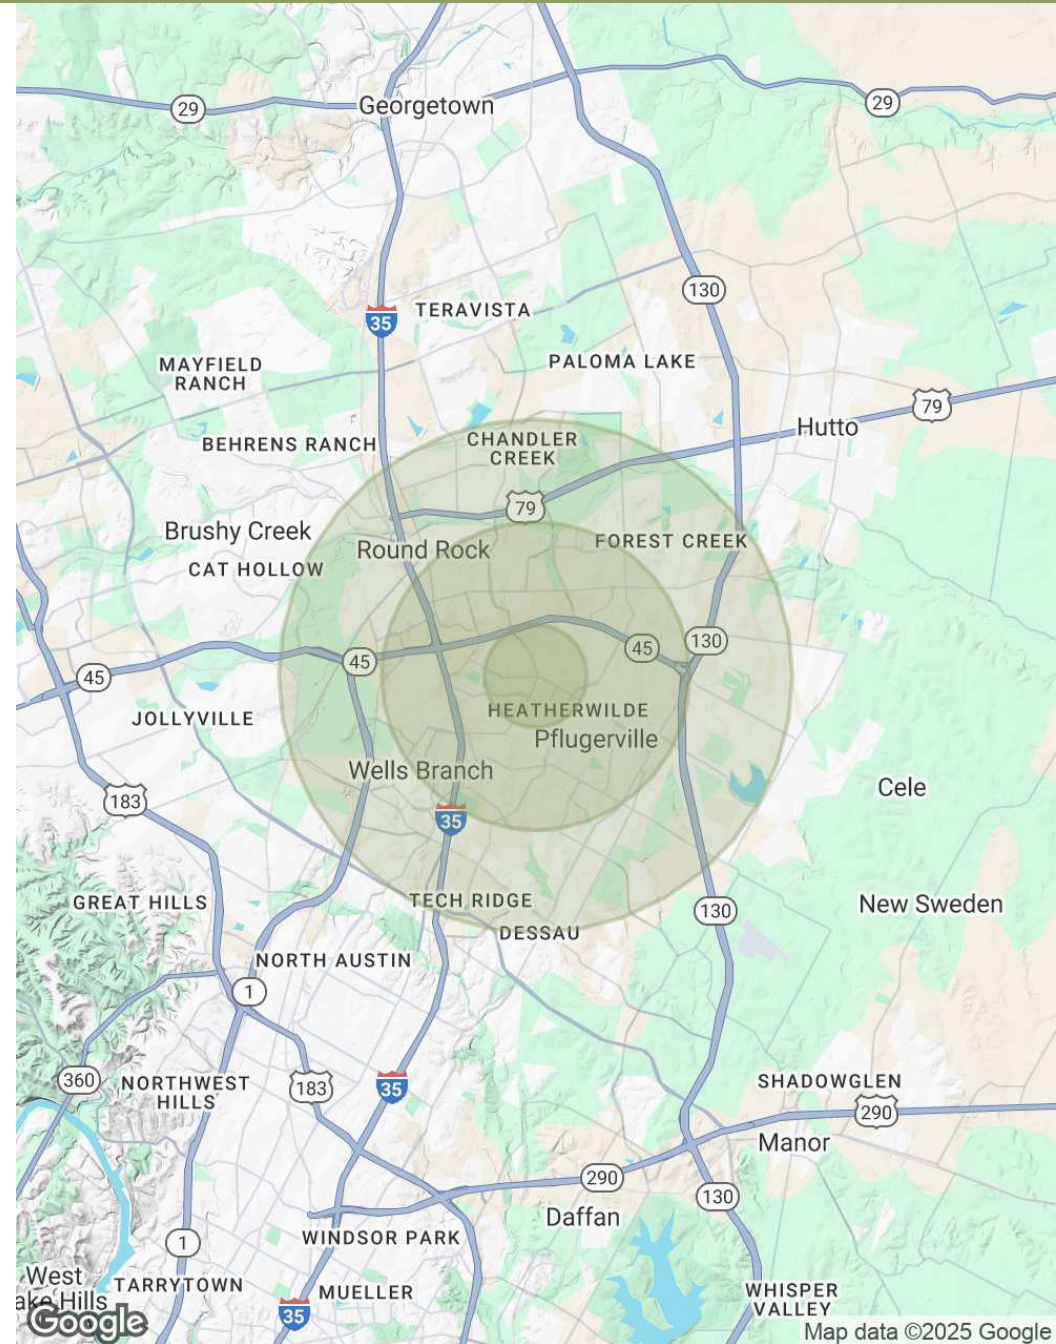 29
Georgetown
29
130
35
TERAVISTA
MAYFIELD
RANCH
PALOMA LAKE
79
Hutto
BEHRENS RANCH
CHANDLER
CREEK
79
Brushy Creek
Round Rock
FOREST CREEK
CAT HOLLOW
45
45
130
45
HEATHERWILDE
JOLLYVILLE
Pflugerville
Wells Branch
183
Cele
35
GREAT HILLS
TECH RIDGE
130
New Sweden
DESSAU
NORTH AUSTIN
1
360
NORTHWEST
HILLS
183
35
SHADOWGLEN
290
Manor
290
130
Daffan
1
WINDSOR PARK
West
ake Hills
TARRYTOWN
MUELLER
35
WHISPER
VALLEY
Google
Map data ©2025 Google